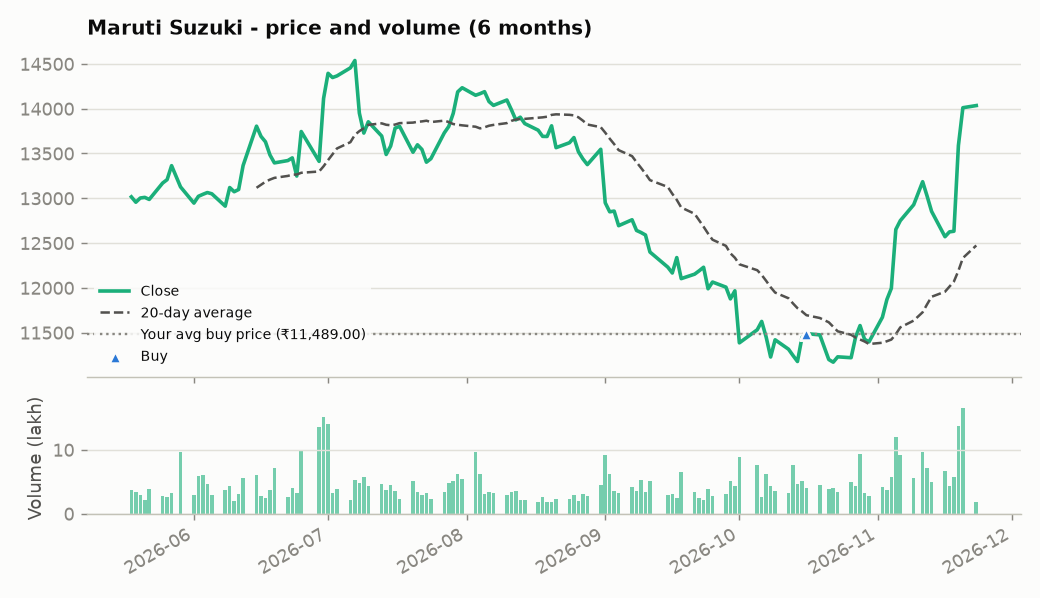 Maruti Suzuki - price and volume (6 months)
14500
14000
13500
13000
12500
12000
11500
Close
20-day average
Your avg buy price (₹11,489.00)
Buy
Volume (lakh)
10
0
2026-06
2026-07
2026-08
2026-09
2026-10
2026-11
2026-12